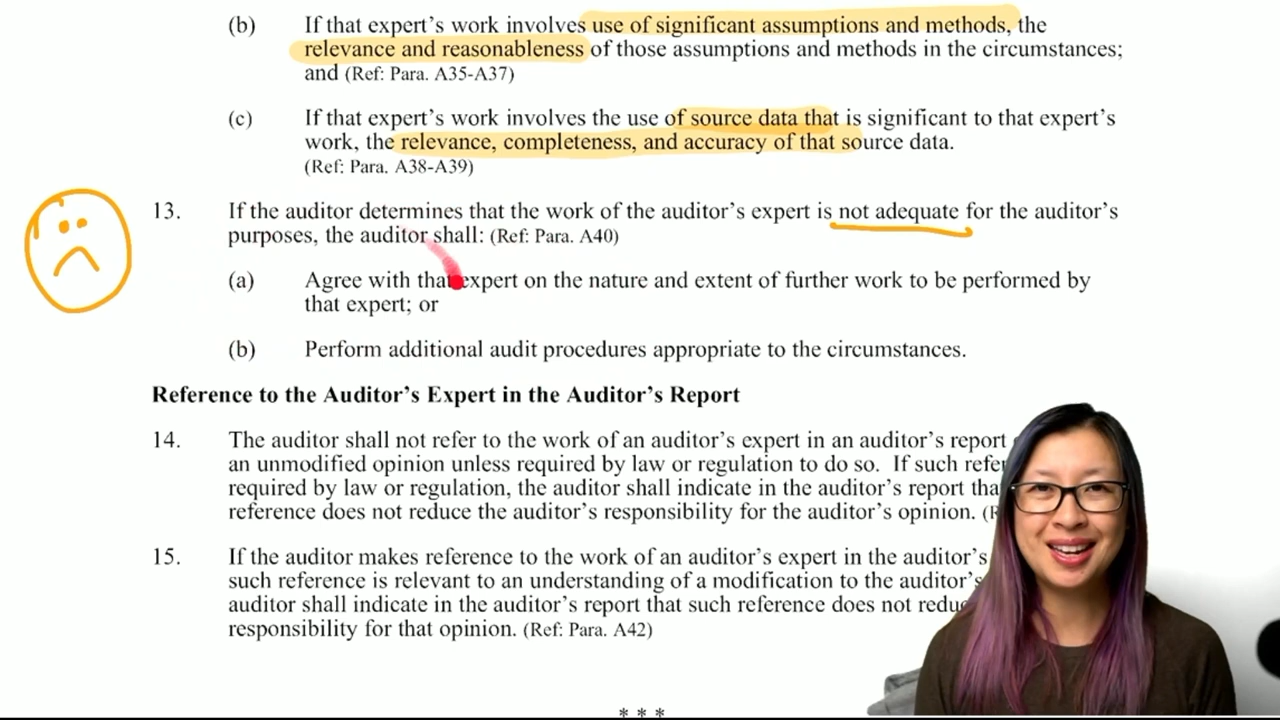 (b) If that expert’s work involves use of significant assumptions and methods, the
relevance and reasonableness of those assumptions and methods in the circumstances;
and (Ref: Para. A35-A37)
(c) If that expert’s work involves the use of source data that is significant to that expert’s
work, the relevance, completeness, and accuracy of that source data.
(Ref: Para. A38-A39)
13. If the auditor determines that the work of the auditor’s expert is not adequate for the auditor’s
purposes, the auditor shall: (Ref: Para. A40)
(a) Agree with that expert on the nature and extent of further work to be performed by
that expert; or
(b) Perform additional audit procedures appropriate to the circumstances.
Reference to the Auditor’s Expert in the Auditor’s Report
14. The auditor shall not refer to the work of an auditor’s expert in an auditor’s report
an unmodified opinion unless required by law or regulation to do so. If such
required by law or regulation, the auditor shall indicate in the auditor’s report
reference does not reduce the auditor’s responsibility for the auditor’s opinion.
15. If the auditor makes reference to the work of an auditor’s expert in the auditor’s
such reference is relevant to an understanding of a modification to the auditor’s
auditor shall indicate in the auditor’s report that such reference does not
responsibility for that opinion. (Ref: Para. A42)
* * *